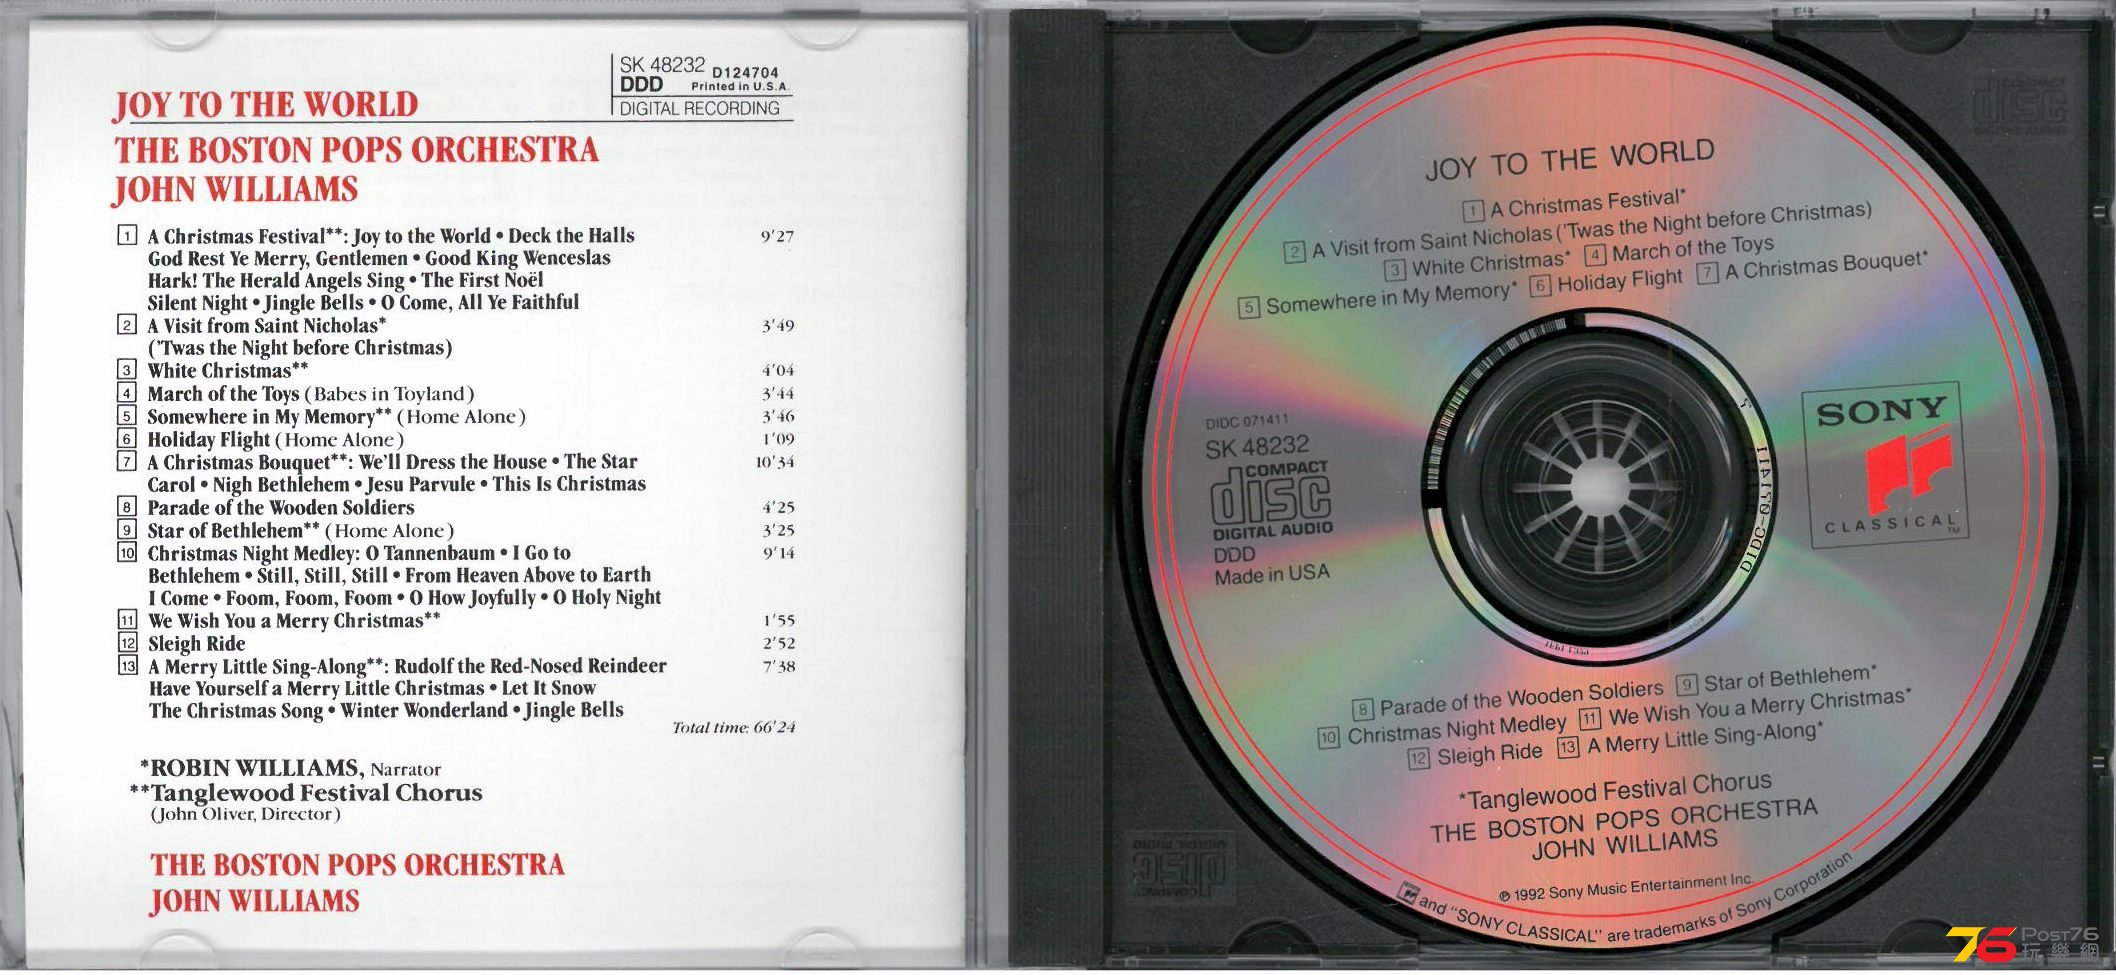 SK 48232 D124704
DDD Printed in U.S.A.
DIGITAL RECORDING
JOY TO THE WORLD
THE BOSTON POPS ORCHESTRA
JOHN WILLIAMS
1 A Christmas Festival**: Joy to the World • Deck the Halls 9'27
God Rest Ye Merry, Gentlemen • Good King Wenceslas
Hark! The Herald Angels Sing • The First Noël
Silent Night • Jingle Bells • O Come, All Ye Faithful
2 A Visit from Saint Nicholas* 3'49
('Twas the Night before Christmas)
3 White Christmas** 4'04
4 March of the Toys (Babes in Toyland) 3'44
5 Somewhere in My Memory** (Home Alone) 3'46
6 Holiday Flight (Home Alone) 1'09
7 A Christmas Bouquet**: We'll Dress the House • The Star 10'34
Carol • Nigh Bethlehem • Jesu Parvule • This Is Christmas
8 Parade of the Wooden Soldiers 4'25
9 Star of Bethlehem** (Home Alone) 3'25
10 Christmas Night Medley: O Tannenbaum • I Go to 9'14
Bethlehem • Still, Still, Still • From Heaven Above to Earth
I Come • Foom, Foom, Foom • O How Joyfully • O Holy Night
11 We Wish You a Merry Christmas** 1'55
12 Sleigh Ride 2'52
13 A Merry Little Sing-Along**: Rudolf the Red-Nosed Reindeer 7'38
Have Yourself a Merry Little Christmas • Let It Snow
The Christmas Song • Winter Wonderland • Jingle Bells
Total time: 66'24
*ROBIN WILLIAMS, Narrator
**Tanglewood Festival Chorus
(John Oliver, Director)
THE BOSTON POPS ORCHESTRA
JOHN WILLIAMS
JOY TO THE WORLD
1 A Christmas Festival*
2 A Visit from Saint Nicholas ('Twas the Night before Christmas)
3 White Christmas* 4 March of the Toys
5 Somewhere in My Memory* 6 Holiday Flight 7 A Christmas Bouquet*
DIDC 071411
SK 48232
COMPACT
disc
DIGITAL AUDIO
DDD
Made in USA
SONY
CLASSICAL™
DIDC-071411
8 Parade of the Wooden Soldiers 9 Star of Bethlehem*
10 Christmas Night Medley 11 We Wish You a Merry Christmas*
12 Sleigh Ride 13 A Merry Little Sing-Along*
*Tanglewood Festival Chorus
THE BOSTON POPS ORCHESTRA
JOHN WILLIAMS
℗ 1992 Sony Music Entertainment Inc.
and "SONY CLASSICAL" are trademarks of Sony Corporation
COMPACT
disc
DIGITAL AUDIO
76 Post76
玩樂網